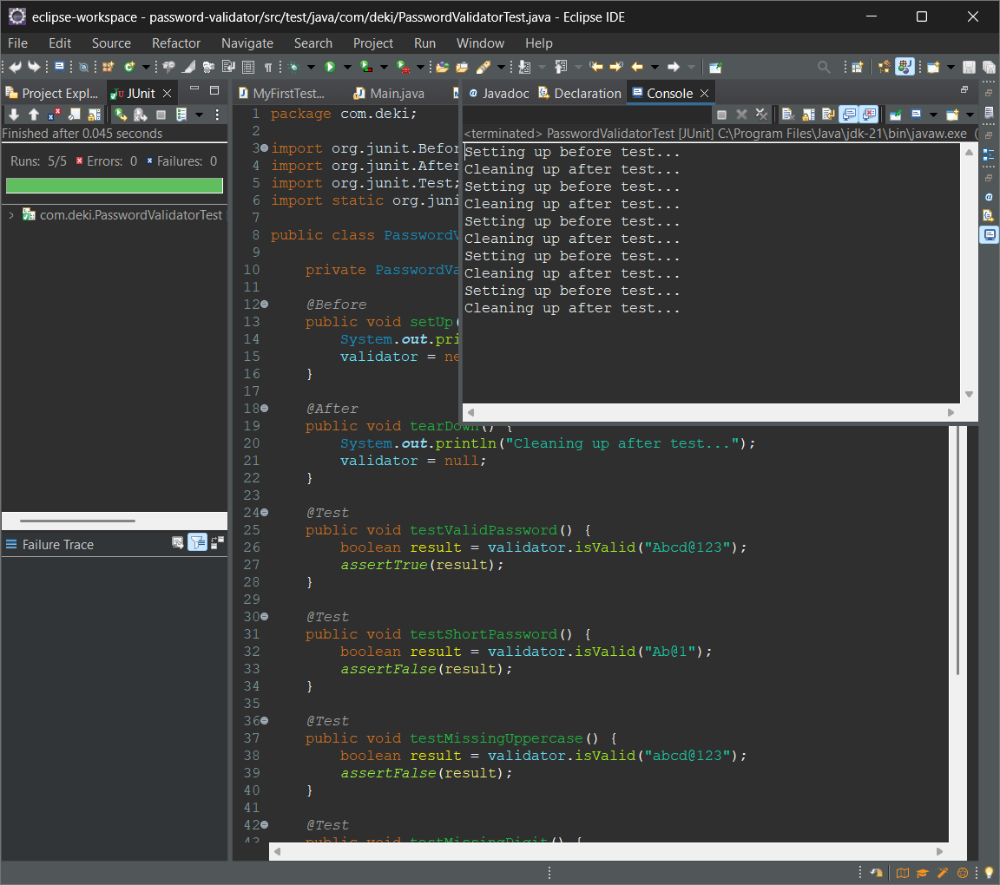 eclipse-workspace - password-validator/src/test/java/com/deki/PasswordValidatorTest.java - Eclipse IDE
File Edit Source Refactor Navigate Search Project Run Window Help
Project Expl... JUnit
Finished after 0.045 seconds
Runs: 5/5 Errors: 0 Failures: 0
com.deki.PasswordValidatorTest
Failure Trace
MyFirstTest... Main.java
1 package com.deki;
2
3 import org.junit.Befor
4 import org.junit.After
5 import org.junit.Test;
6 import static org.juni
7
8 public class PasswordV
9
10 private PasswordVa
11
12 @Before
13 public void setUp(
14 System.out.pri
15 validator = ne
16 }
17
18 @After
19 public void tearDown() {
20 System.out.println("Cleaning up after test...");
21 validator = null;
22 }
23
24 @Test
25 public void testValidPassword() {
26 boolean result = validator.isValid("Abcd@123");
27 assertTrue(result);
28 }
29
30 @Test
31 public void testShortPassword() {
32 boolean result = validator.isValid("Ab@1");
33 assertFalse(result);
34 }
35
36 @Test
37 public void testMissingUppercase() {
38 boolean result = validator.isValid("abcd@123");
39 assertFalse(result);
40 }
41
42 @Test
43 public void testMissingDigit() {
Javadoc Declaration Console
<terminated> PasswordValidatorTest [JUnit] C:\Program Files\Java\jdk-21\bin\javaw.exe (
Setting up before test...
Cleaning up after test...
Setting up before test...
Cleaning up after test...
Setting up before test...
Cleaning up after test...
Setting up before test...
Cleaning up after test...
Setting up before test...
Cleaning up after test...